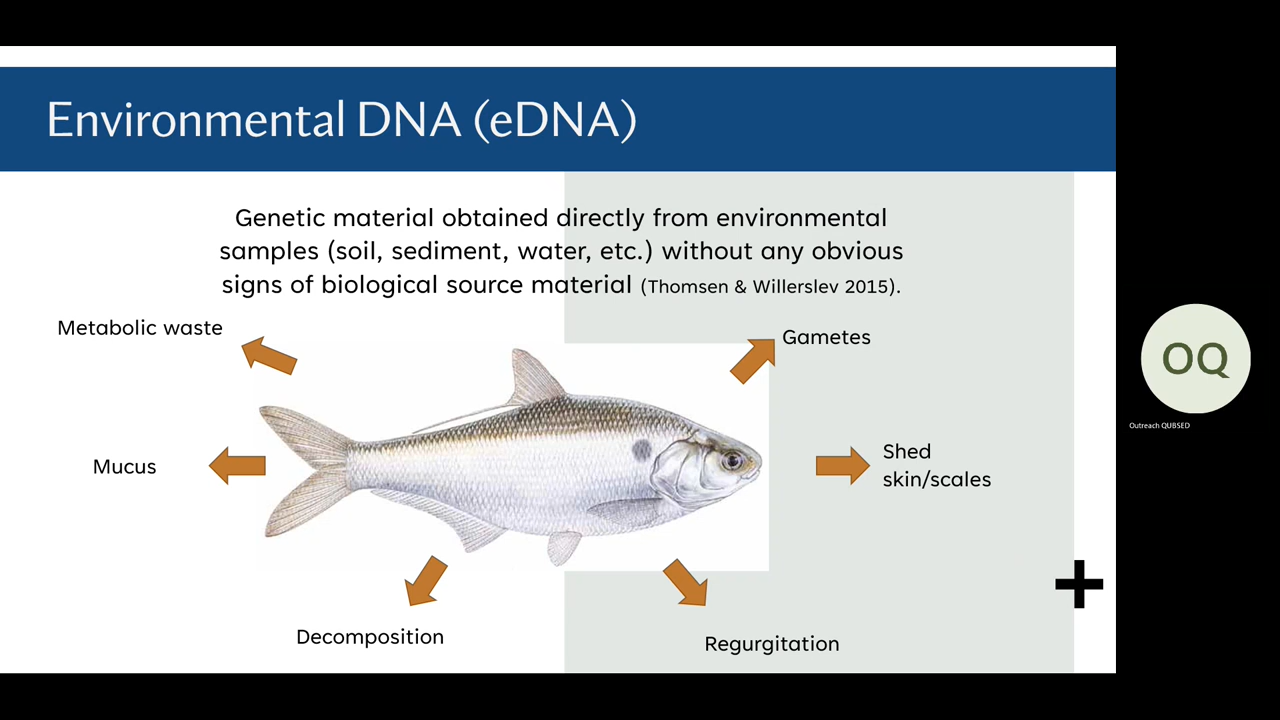 Environmental DNA (eDNA)
Genetic material obtained directly from environmental
samples (soil, sediment, water, etc.) without any obvious
signs of biological source material (Thomsen & Willerslev 2015).
Metabolic waste
Gametes
Mucus
Shed
skin/scales
Decomposition
Regurgitation
OQ
Outreach QUBSED